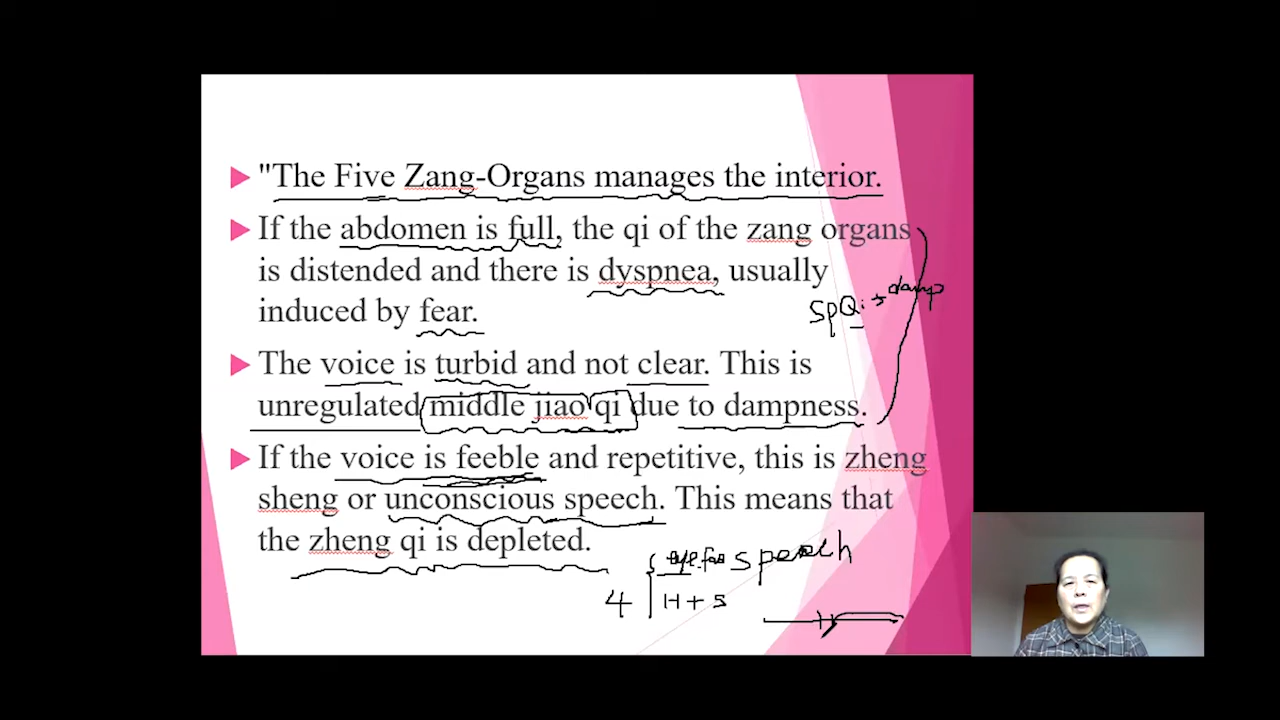 "The Five Zang-Organs manages the interior.
If the abdomen is full, the qi of the zang organs
is distended and there is dyspnea, usually
induced by fear.
SpQi → damp
The voice is turbid and not clear. This is
unregulated middle jiao qi due to dampness.
If the voice is feeble and repetitive, this is zheng
sheng or unconscious speech. This means that
the zheng qi is depleted.
speech
4
H + S